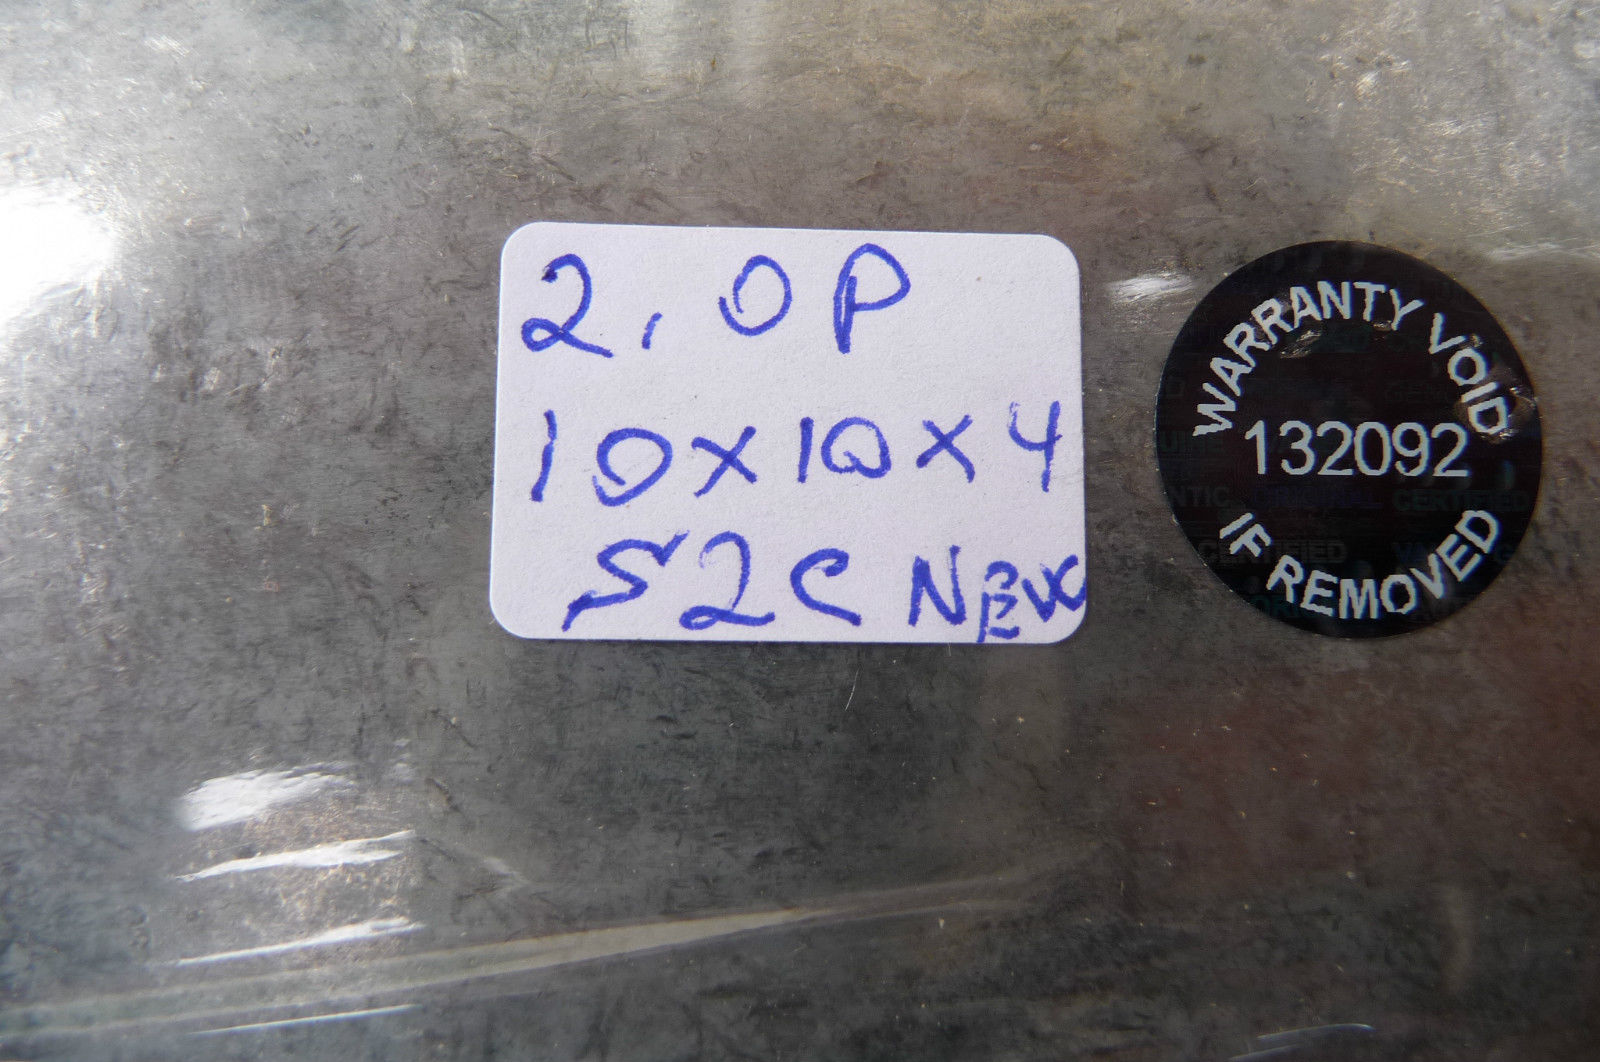 2.0P
10x10x4
S2C NEW
WARRANTY VOID
132092
IF REMOVED